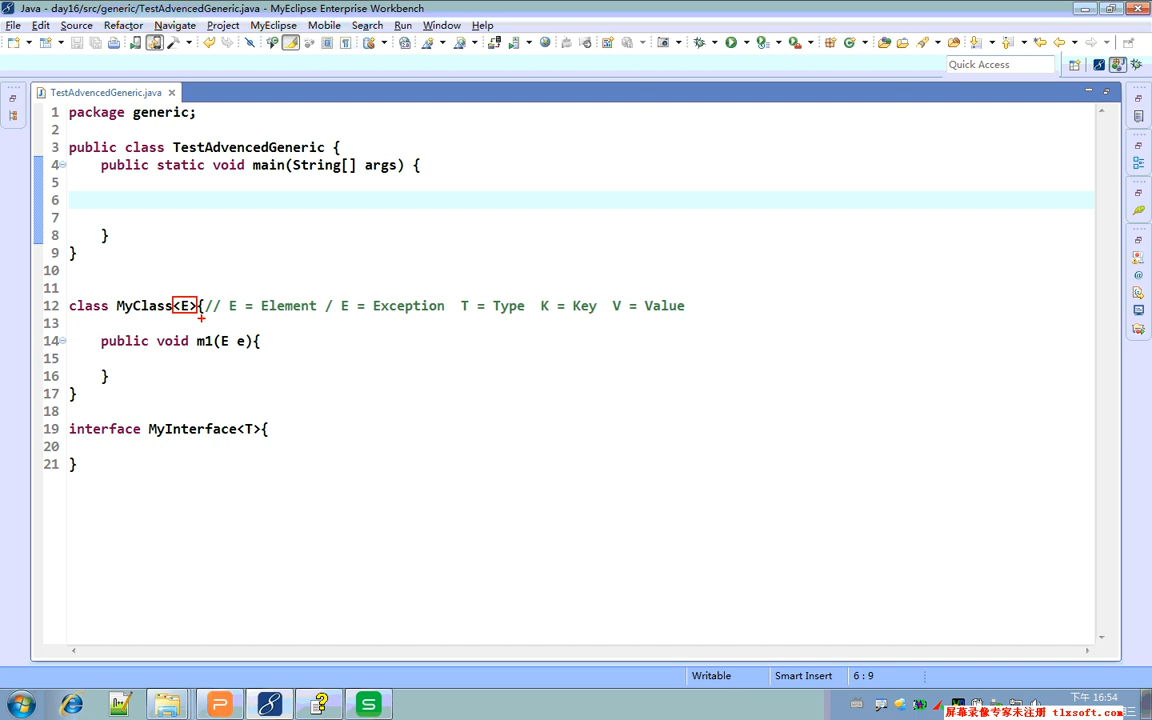 Java - day16/src/generic/TestAdvencedGeneric.java - MyEclipse Enterprise Workbench
File Edit Source Refactor Navigate Project MyEclipse Mobile Search Run Window Help
Quick Access
TestAdvencedGeneric.java
1 package generic;
2
3 public class TestAdvencedGeneric {
4 public static void main(String[] args) {
5
6
7
8 }
9 }
10
11
12 class MyClass<E>{// E = Element / E = Exception T = Type K = Key V = Value
13
14 public void m1(E e){
15
16 }
17 }
18
19 interface MyInterface<T>{
20
21 }
Writable Smart Insert 6 : 9
下午 16:54
屏幕录像专家未注册 tlxsoft.com